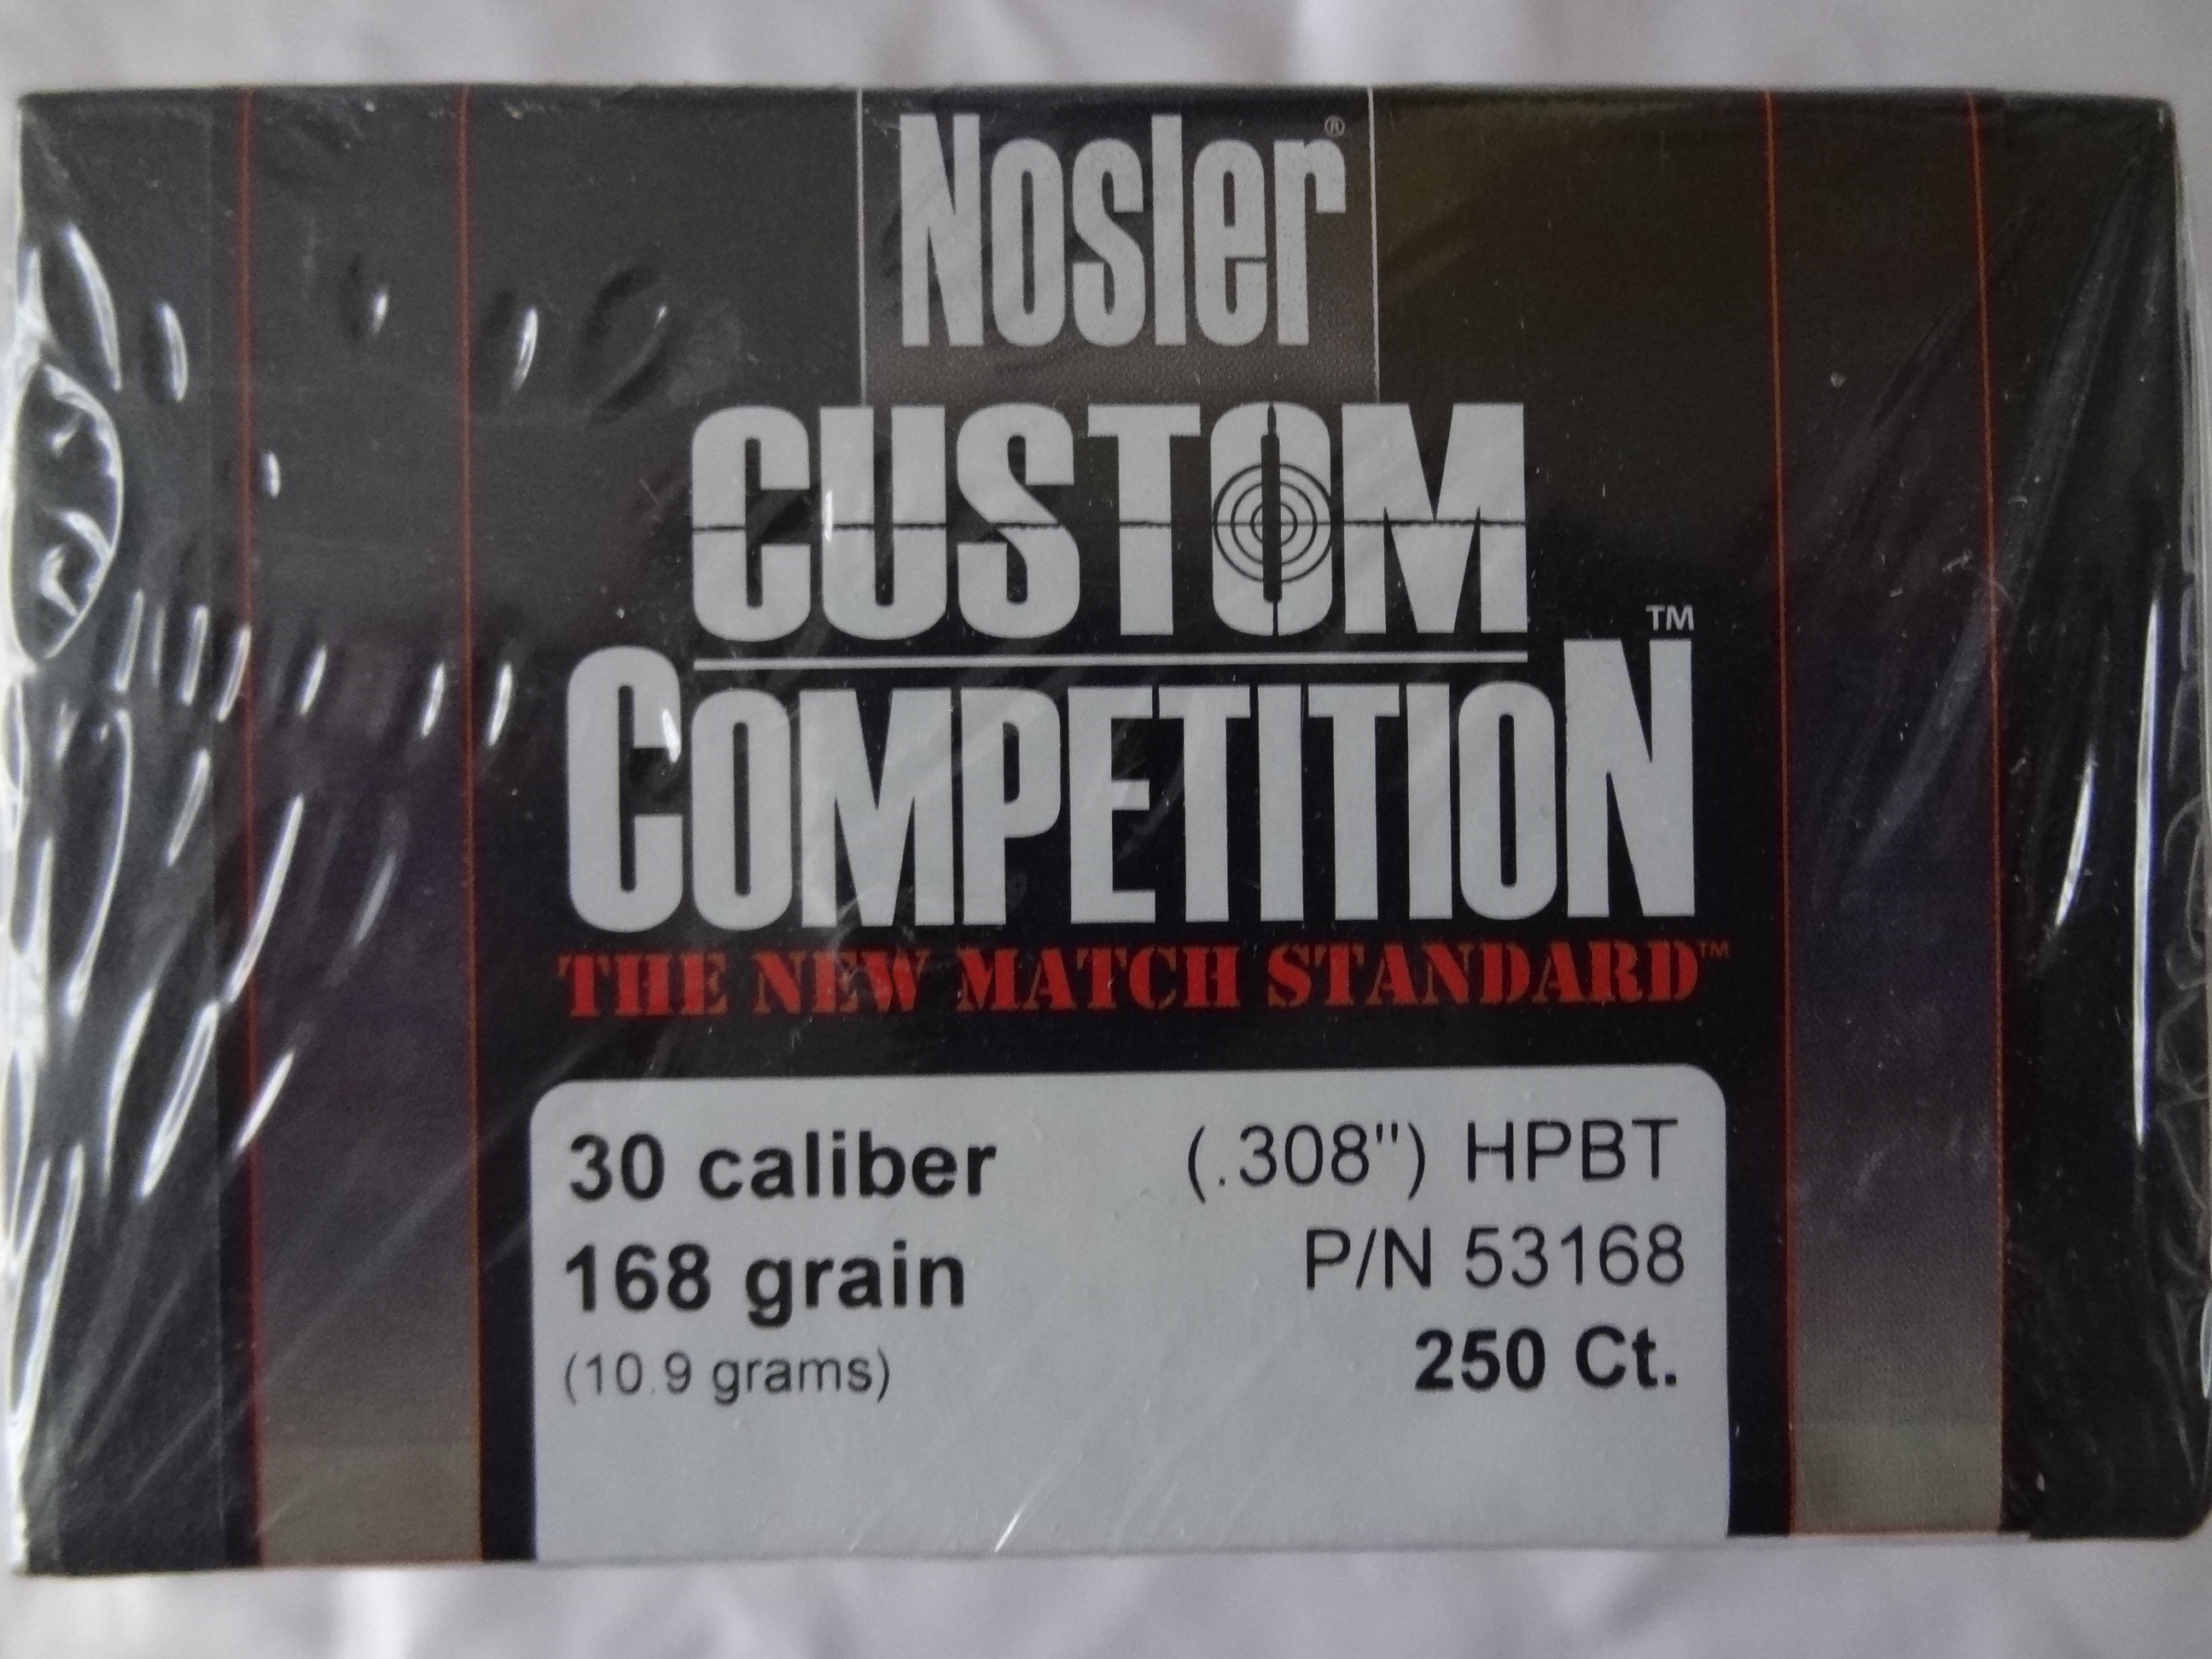 Nosler®
CUSTOM
COMPETITION™
THE NEW MATCH STANDARD™
30 caliber (.308") HPBT
168 grain P/N 53168
(10.9 grams) 250 Ct.